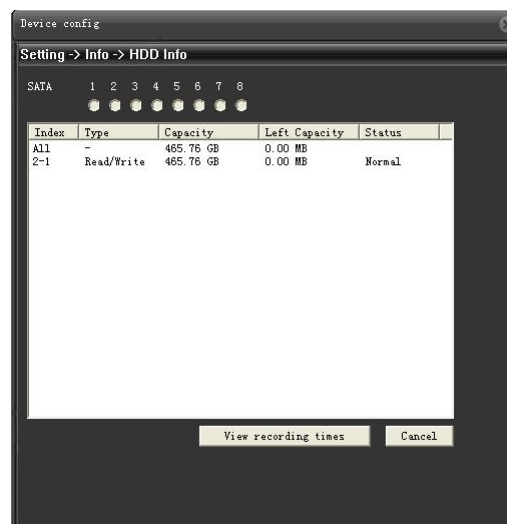 Device config
Setting -> Info -> HDD Info
SATA 1 2 3 4 5 6 7 8
Index Type Capacity Left Capacity Status
All - 465.76 GB 0.00 MB
2-1 Read/Write 465.76 GB 0.00 MB Normal
View recording times Cancel